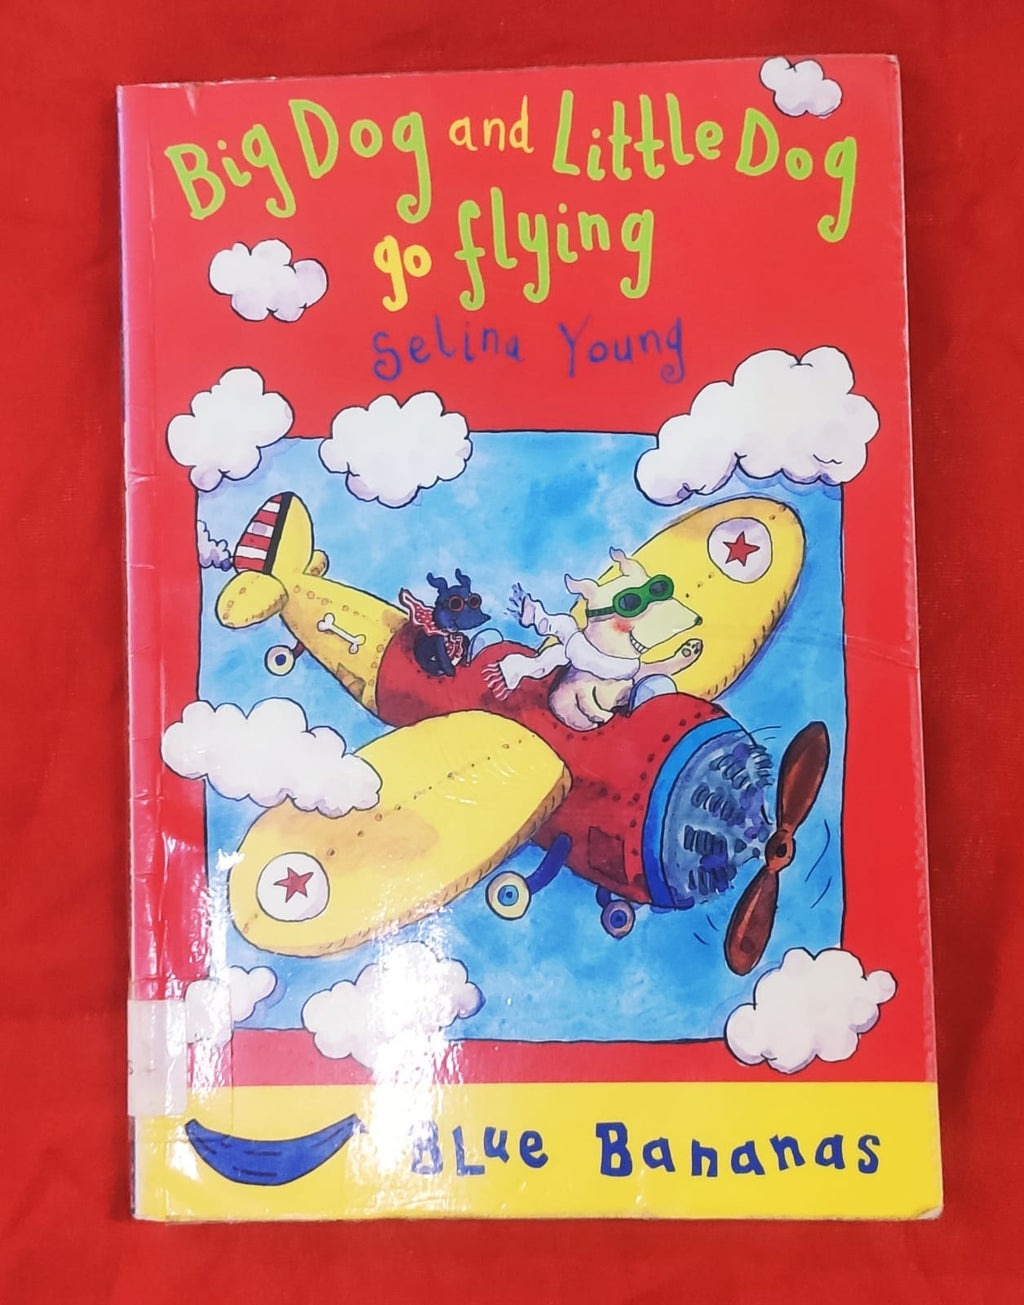 Big Dog and Little Dog
go flying
Selina Young
Blue Bananas